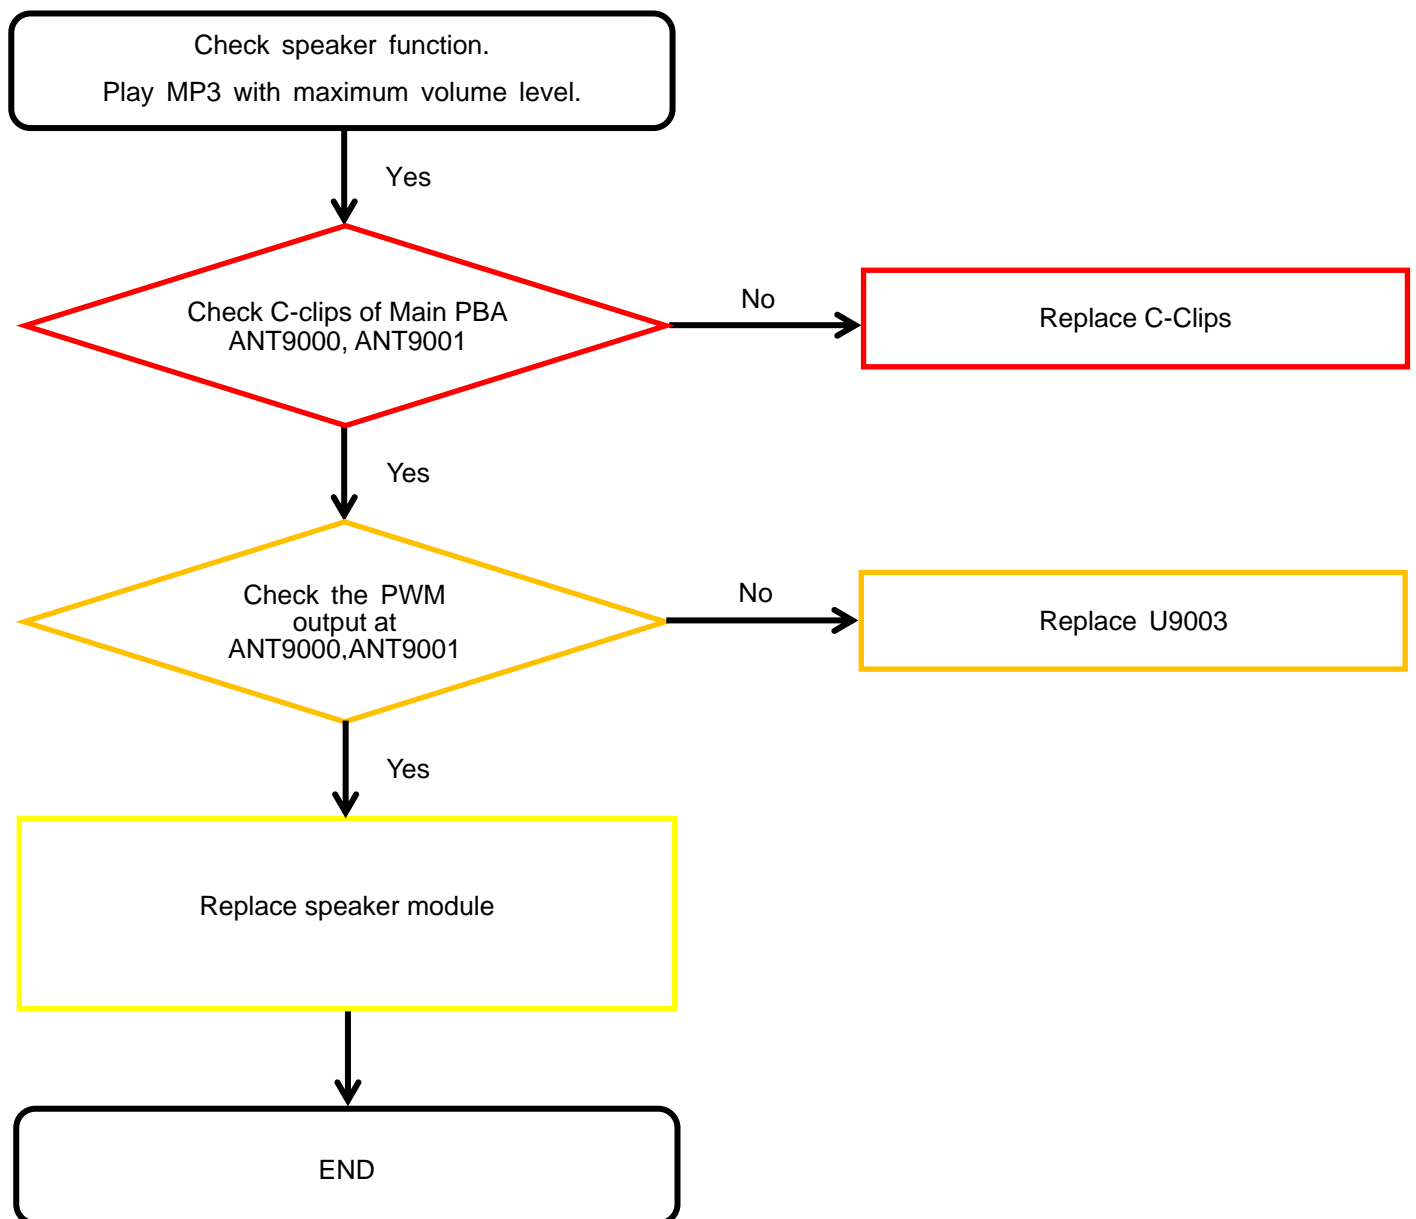 Check speaker function.
Play MP3 with maximum volume level.
Yes
Check C-clips of Main PBA
ANT9000, ANT9001
No
Replace C-Clips
Yes
Check the PWM
output at
ANT9000,ANT9001
No
Replace U9003
Yes
Replace speaker module
END